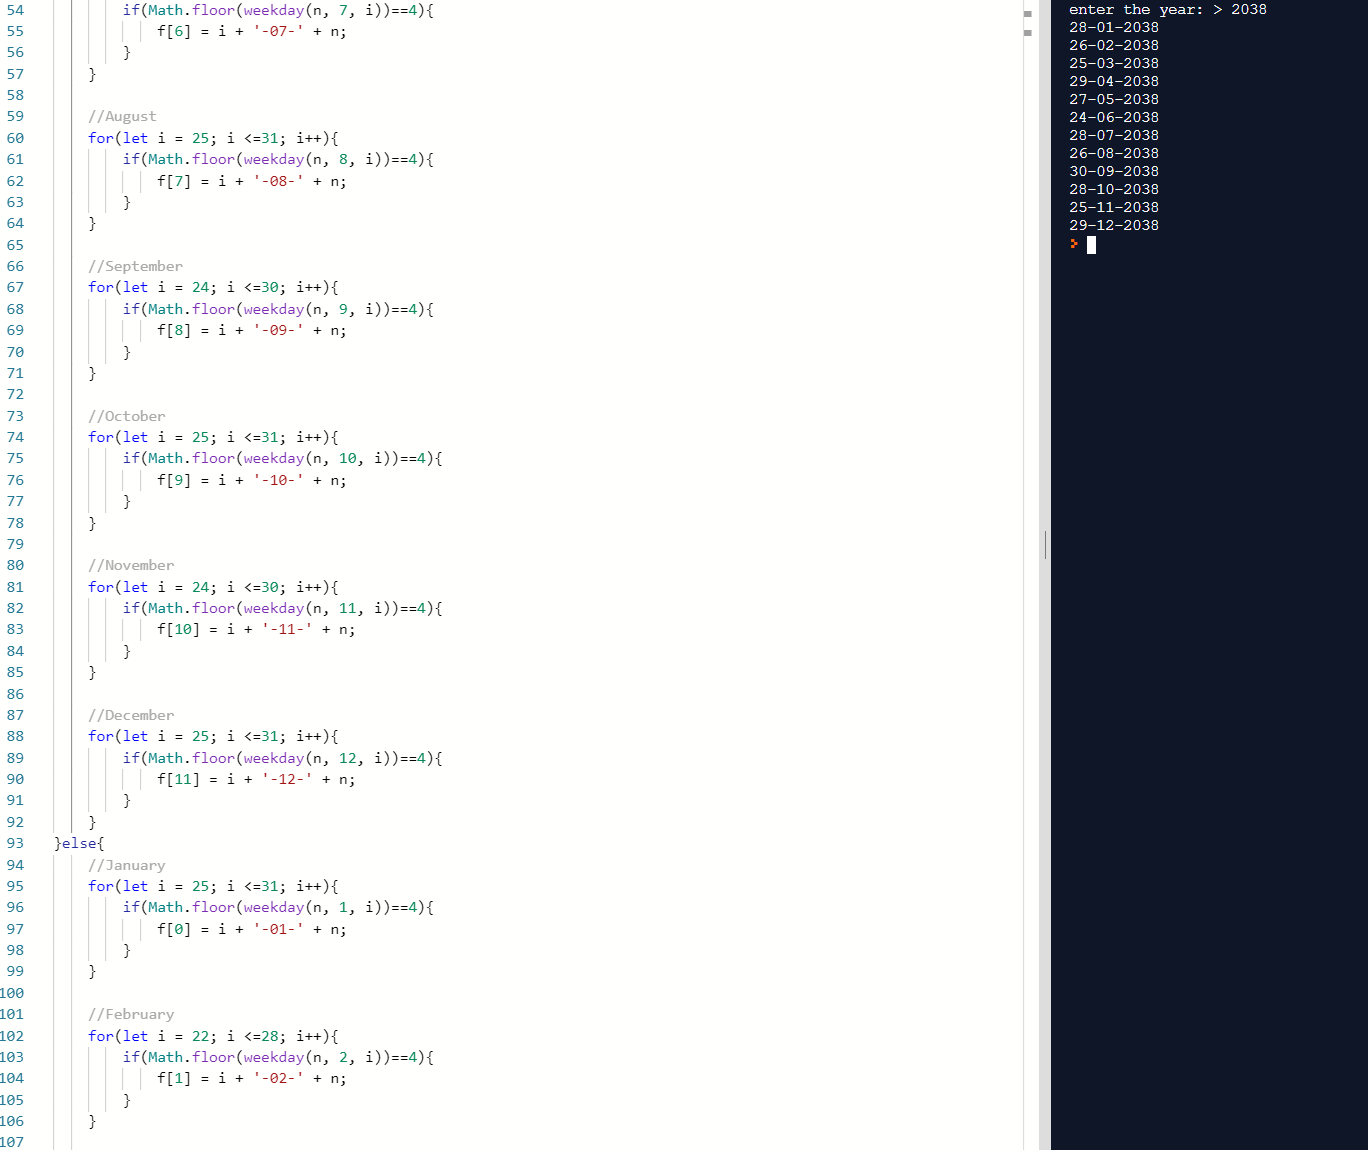 54 if(Math.floor(weekday(n, 7, i))==4){
55 f[6] = i + '-07-' + n;
56 }
57 }
58
59 //August
60 for(let i = 25; i <=31; i++){
61 if(Math.floor(weekday(n, 8, i))==4){
62 f[7] = i + '-08-' + n;
63 }
64 }
65
66 //September
67 for(let i = 24; i <=30; i++){
68 if(Math.floor(weekday(n, 9, i))==4){
69 f[8] = i + '-09-' + n;
70 }
71 }
72
73 //October
74 for(let i = 25; i <=31; i++){
75 if(Math.floor(weekday(n, 10, i))==4){
76 f[9] = i + '-10-' + n;
77 }
78 }
79
80 //November
81 for(let i = 24; i <=30; i++){
82 if(Math.floor(weekday(n, 11, i))==4){
83 f[10] = i + '-11-' + n;
84 }
85 }
86
87 //December
88 for(let i = 25; i <=31; i++){
89 if(Math.floor(weekday(n, 12, i))==4){
90 f[11] = i + '-12-' + n;
91 }
92 }
93 }else{
94 //January
95 for(let i = 25; i <=31; i++){
96 if(Math.floor(weekday(n, 1, i))==4){
97 f[0] = i + '-01-' + n;
98 }
99 }
100
101 //February
102 for(let i = 22; i <=28; i++){
103 if(Math.floor(weekday(n, 2, i))==4){
104 f[1] = i + '-02-' + n;
105 }
106 }
107
enter the year: > 2038
28-01-2038
26-02-2038
25-03-2038
29-04-2038
27-05-2038
24-06-2038
28-07-2038
26-08-2038
30-09-2038
28-10-2038
25-11-2038
29-12-2038
>